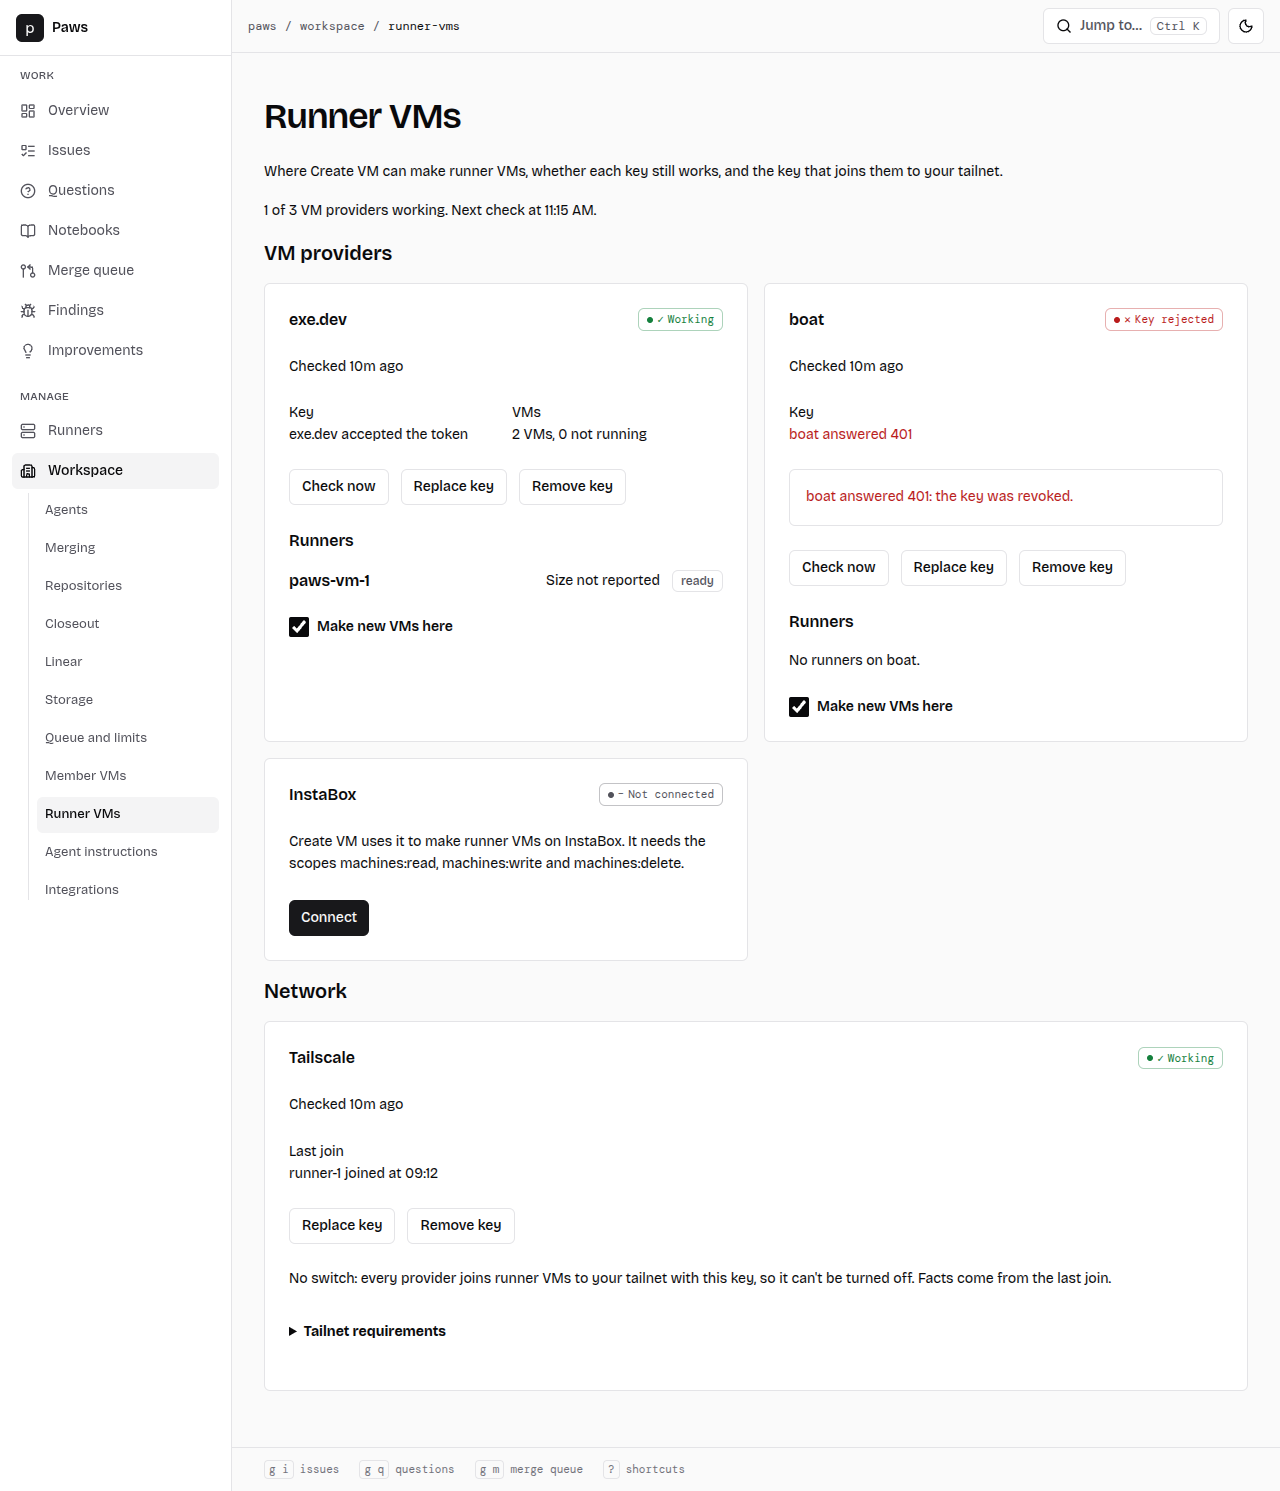 p Paws
WORK
Overview
Issues
Questions
Notebooks
Merge queue
Findings
Improvements
MANAGE
Runners
Workspace
Agents
Merging
Repositories
Closeout
Linear
Storage
Queue and limits
Member VMs
Runner VMs
Agent instructions
Integrations
paws / workspace / runner-vms
Jump to... Ctrl K
Runner VMs
Where Create VM can make runner VMs, whether each key still works, and the key that joins them to your tailnet.
1 of 3 VM providers working. Next check at 11:15 AM.
VM providers
exe.dev
✓ Working
Checked 10m ago
Key
exe.dev accepted the token
VMs
2 VMs, 0 not running
Check now
Replace key
Remove key
Runners
paws-vm-1
Size not reported
ready
Make new VMs here
boat
× Key rejected
Checked 10m ago
Key
boat answered 401
boat answered 401: the key was revoked.
Check now
Replace key
Remove key
Runners
No runners on boat.
Make new VMs here
InstaBox
– Not connected
Create VM uses it to make runner VMs on InstaBox. It needs the
scopes machines:read, machines:write and machines:delete.
Connect
Network
Tailscale
✓ Working
Checked 10m ago
Last join
runner-1 joined at 09:12
Replace key
Remove key
No switch: every provider joins runner VMs to your tailnet with this key, so it can't be turned off. Facts come from the last join.
Tailnet requirements
g i issues
g q questions
g m merge queue
? shortcuts